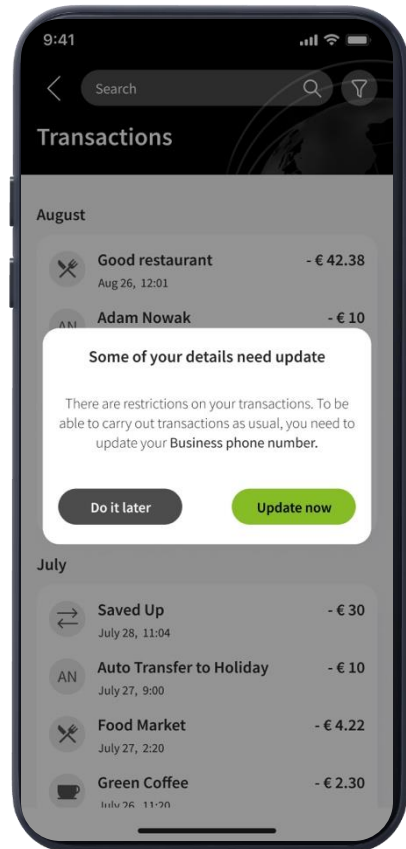 9:41
Search
Transactions
August
Good restaurant - € 42.38
Aug 26, 12:01
Adam Nowak - € 10
AN
Some of your details need update
There are restrictions on your transactions. To be
able to carry out transactions as usual, you need to
update your Business phone number.
Do it later Update now
July
Saved Up - € 30
July 28, 11:04
Auto Transfer to Holiday - € 10
AN
July 27, 9:00
Food Market - € 4.22
July 27, 2:20
Green Coffee - € 2.30
July 26, 11:20